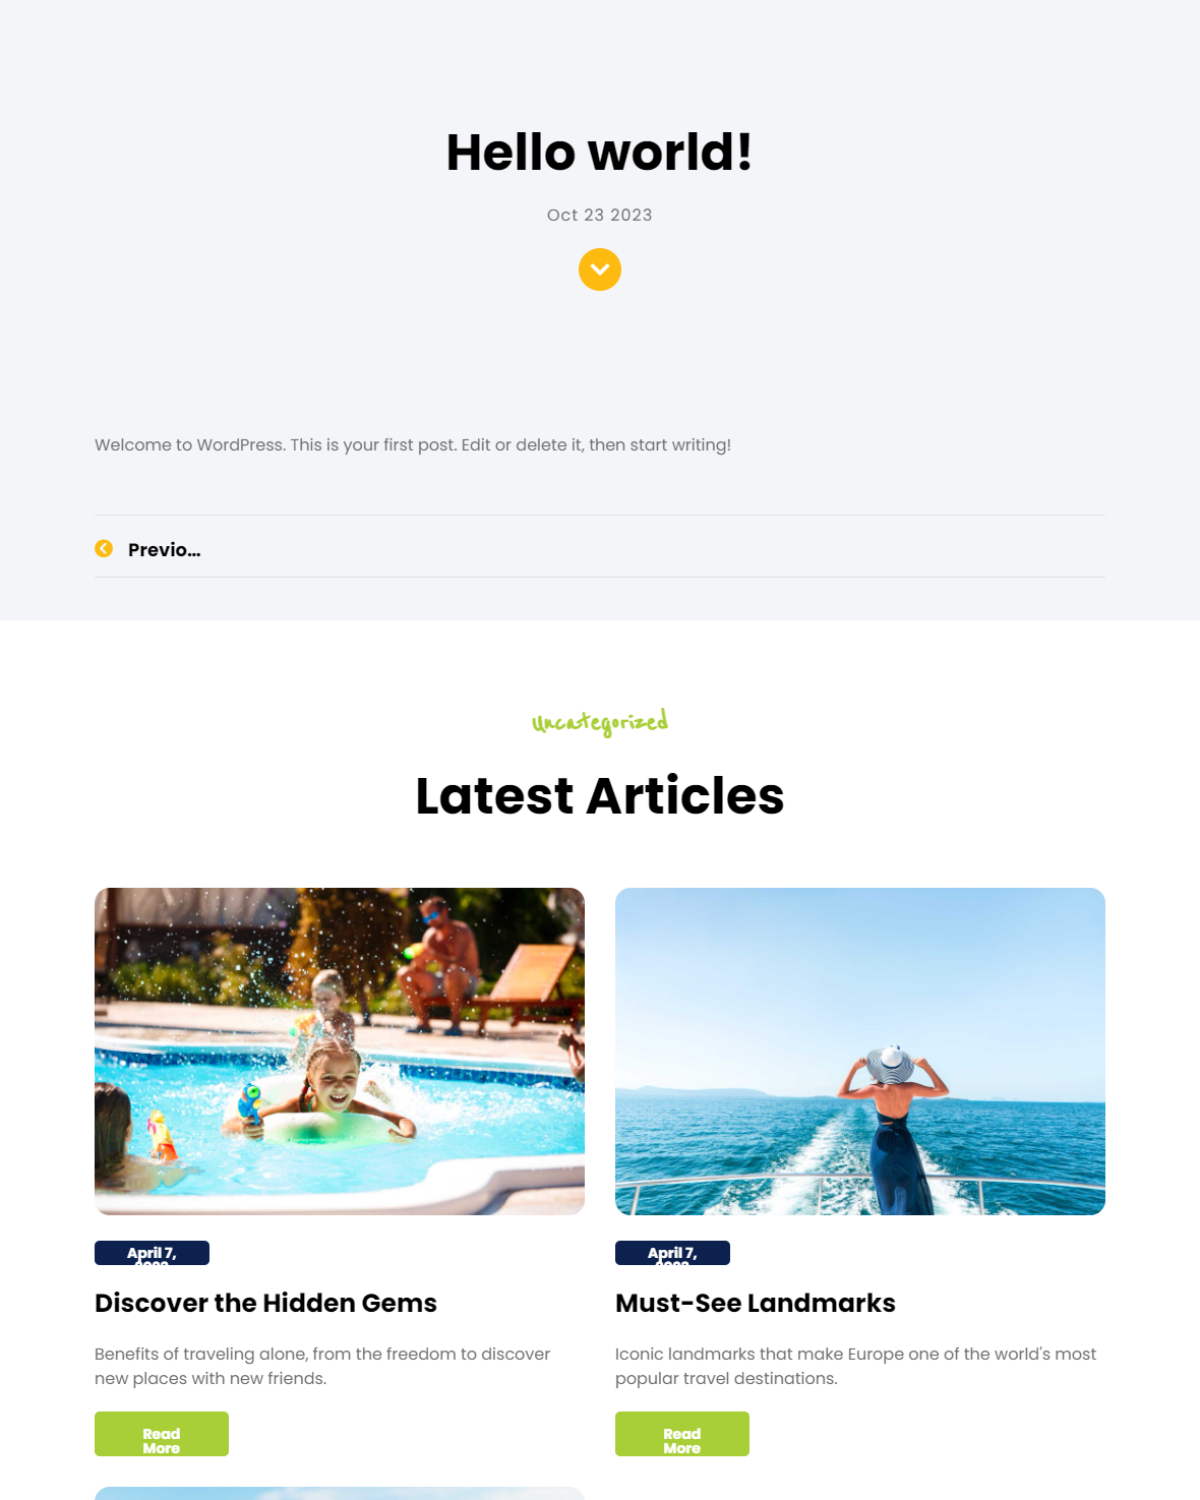 Hello world!
Oct 23 2023
Welcome to WordPress. This is your first post. Edit or delete it, then start writing!
Previo...
Uncategorized
Latest Articles
April 7,
April 7,
Discover the Hidden Gems
Must-See Landmarks
Benefits of traveling alone, from the freedom to discover
new places with new friends.
Iconic landmarks that make Europe one of the world's most
popular travel destinations.
Read
More
Read
More